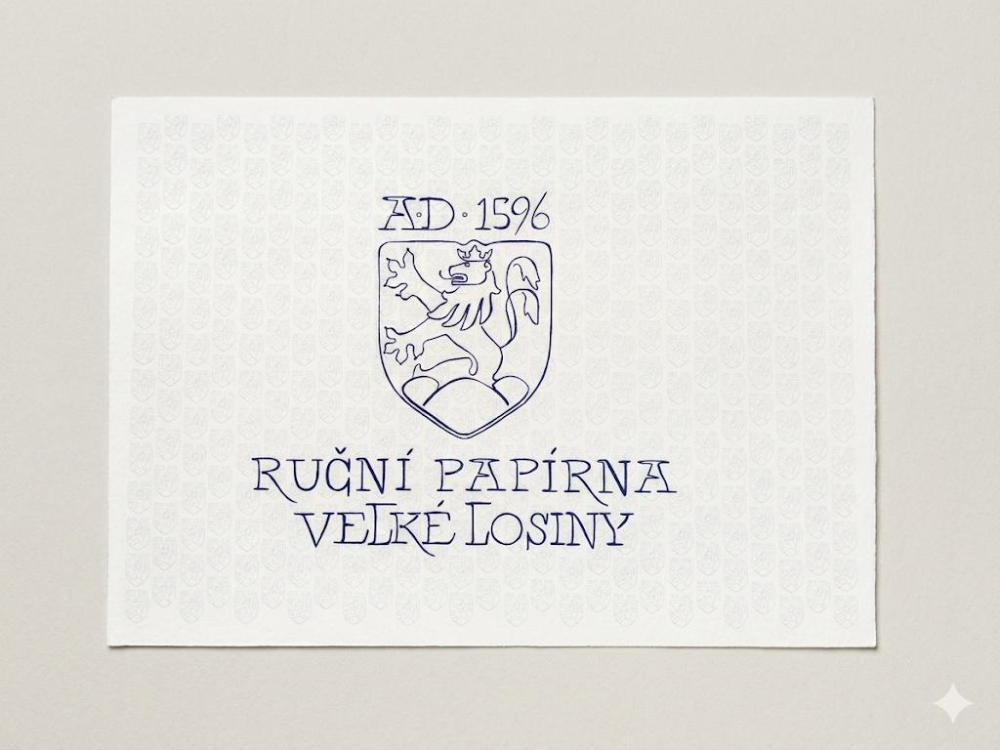 A·D·1596
RUČNÍ PAPÍRNA
VELKÉ LOSINY